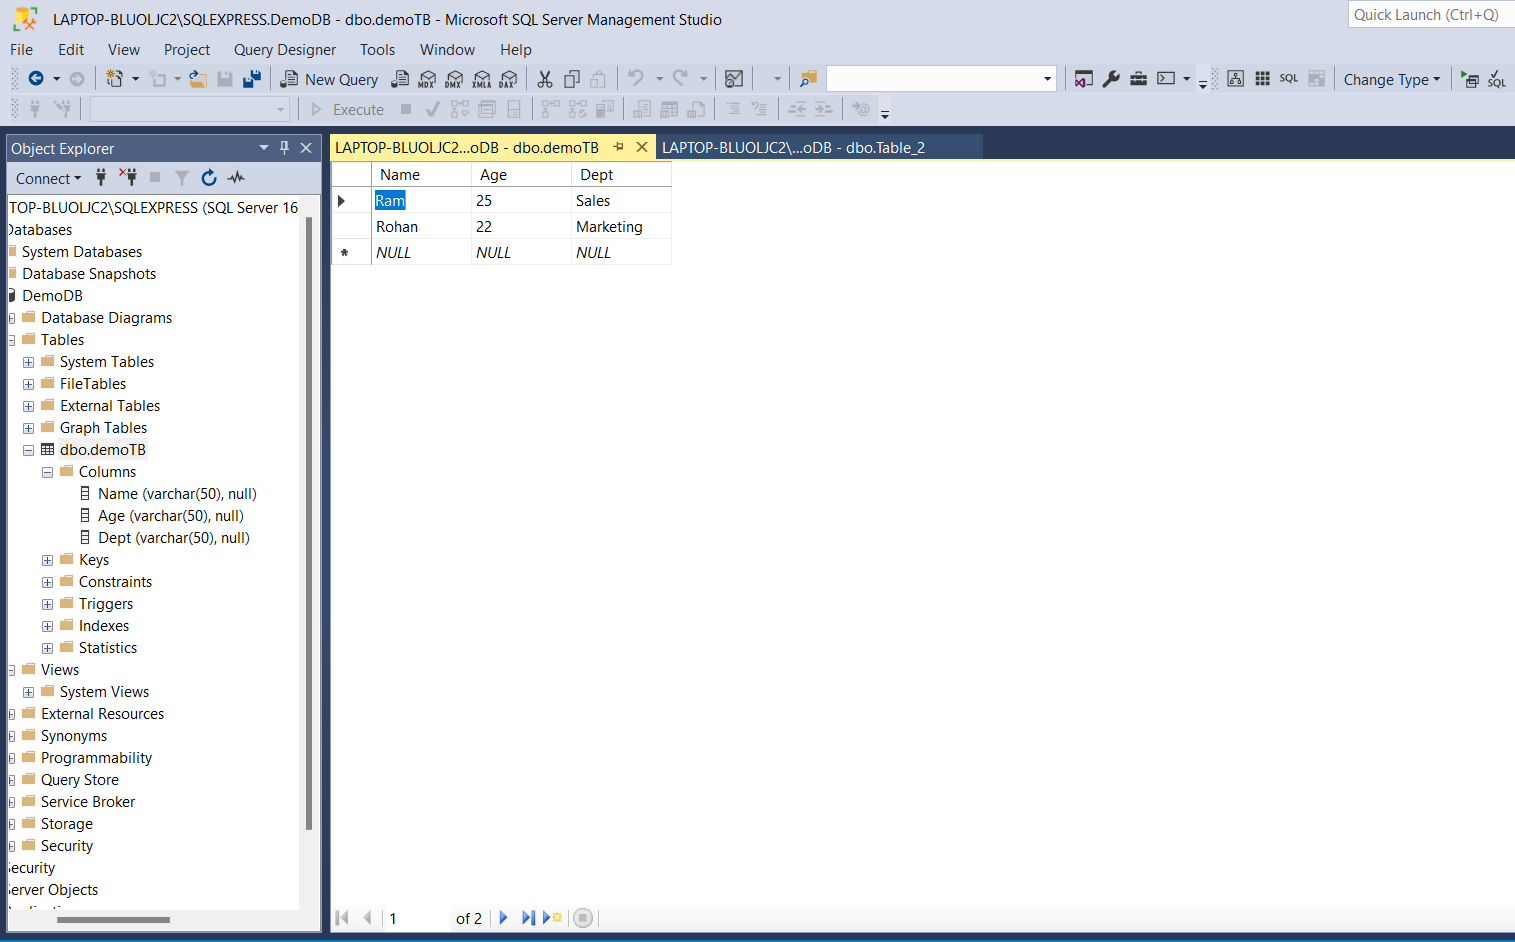 LAPTOP-BLUOLJC2\SQLEXPRESS.DemoDB - dbo.demoTB - Microsoft SQL Server Management Studio
Quick Launch (Ctrl+Q)
File Edit View Project Query Designer Tools Window Help
New Query MDX DMX XMLA DAX SQL Change Type SQL
Execute
Object Explorer
Connect
TOP-BLUOLJC2\SQLEXPRESS (SQL Server 16
Databases
System Databases
Database Snapshots
DemoDB
Database Diagrams
Tables
System Tables
FileTables
External Tables
Graph Tables
dbo.demoTB
Columns
Name (varchar(50), null)
Age (varchar(50), null)
Dept (varchar(50), null)
Keys
Constraints
Triggers
Indexes
Statistics
Views
System Views
External Resources
Synonyms
Programmability
Query Store
Service Broker
Storage
Security
Security
Server Objects
LAPTOP-BLUOLJC2...oDB - dbo.demoTB
LAPTOP-BLUOLJC2\...oDB - dbo.Table_2
Name Age Dept
Ram 25 Sales
Rohan 22 Marketing
NULL NULL NULL
1 of 2